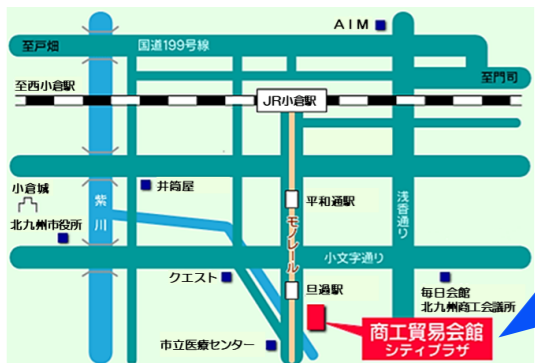 AIM
至戸畑
国道199号線
至門司
至西小倉駅
JR小倉駅
井筒屋
小倉城
北九州市役所
紫川
平和通駅
モノレール
浅香通り
小文字通り
クエスト
旦過駅
毎日会館
北九州商工会議所
商工貿易会館
シティプラザ
市立医療センター